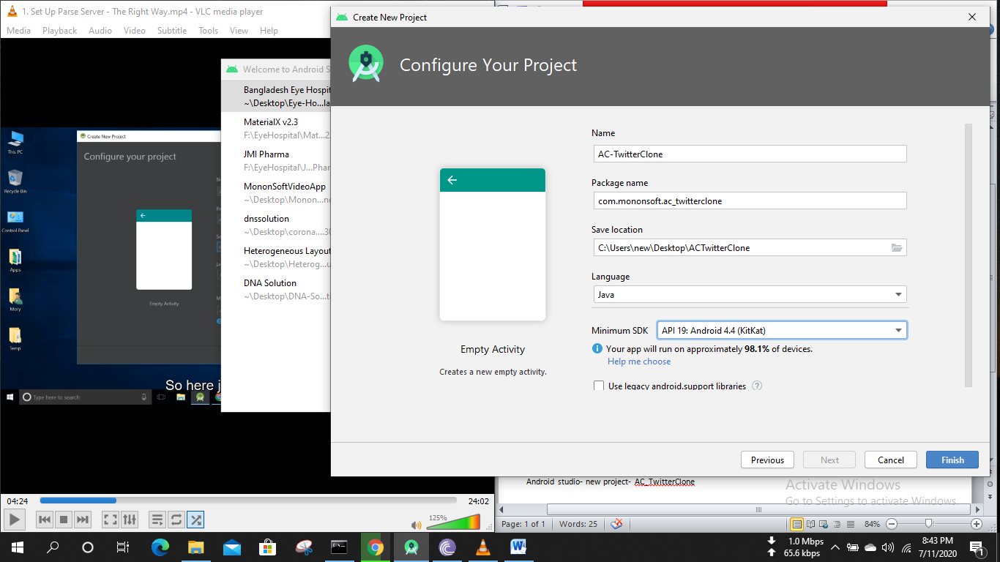 1. Set Up Parse Server - The Right Way.mp4 - VLC media player
Media Playback Audio Video Subtitle Tools View Help
This PC
Recycle Bin
Control Panel
Apps
Mory
Temp
Create New Project
Configure your project
Empty Activity
So here j
Type here to search
Welcome to Android S
Bangladesh Eye Hospit
~\Desktop\Eye-Ho...la
MaterialX v2.3
F:\EyeHospital\Mat...2
JMI Pharma
F:\EyeHospital\J...Phar
MononSoftVideoApp
~\Desktop\Monon...n
dnssolution
~\Desktop\corona....30
Heterogeneous Layout
~\Desktop\Heterog...u
DNA Solution
~\Desktop\DNA-So...t
Create New Project
Configure Your Project
Empty Activity
Creates a new empty activity.
Name
AC-TwitterClone
Package name
com.mononsoft.ac_twitterclone
Save location
C:\Users\new\Desktop\ACTwitterClone
Language
Java
Minimum SDK API 19: Android 4.4 (KitKat)
Your app will run on approximately 98.1% of devices.
Help me choose
Use legacy android.support libraries ?
Previous Next Cancel Finish
Android studio- new project- AC_TwitterClone
Activate Windows
Go to Settings to activate Windows.
04:24 24:02
125%
Page: 1 of 1 Words: 25 84%
1.0 Mbps
65.6 kbps
8:43 PM
7/11/2020
1